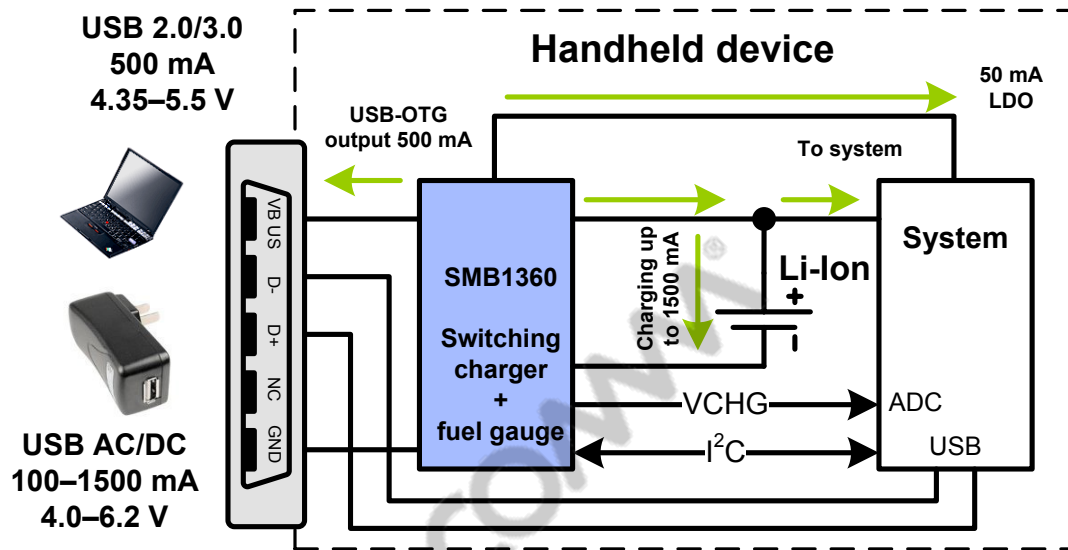 USB 2.0/3.0
500 mA
4.35–5.5 V
Handheld device
50 mA
LDO
USB-OTG
output 500 mA
To system
VB US
D-
D+
NC
GND
SMB1360
Switching
charger
+
fuel gauge
Charging up
to 1500 mA
Li-Ion
+
System
VCHG
ADC
I²C
USB
USB AC/DC
100–1500 mA
4.0–6.2 V